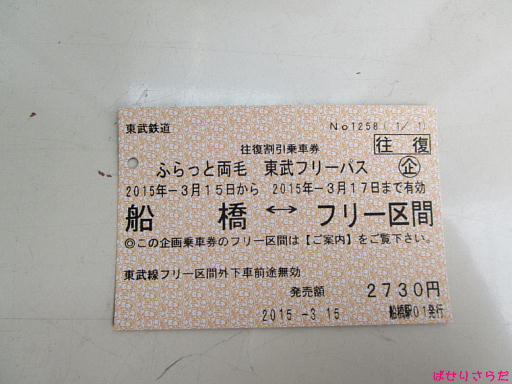 東武鉄道 No1258(1/1)
往復割引乗車券 往復
ふらっと両毛 東武フリーパス 企
2015年-3月15日から 2015年-3月17日まで有効
船橋 ↔ フリー区間
◎この企画乗車券のフリー区間は【ご案内】をご覧下さい。
東武線フリー区間外下車前途無効
発売額 2730円
2015-3.15 船橋駅01発行
ぱせりさらだ